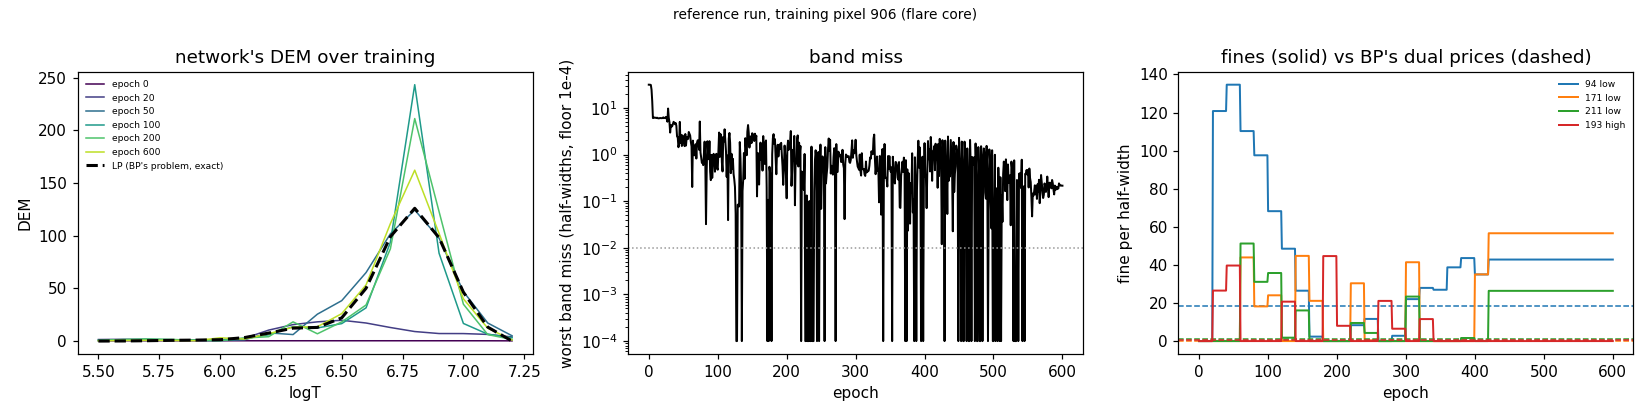 reference run, training pixel 906 (flare core)
network's DEM over training
DEM
250
200
150
100
50
0
epoch 0
epoch 20
epoch 50
epoch 100
epoch 200
epoch 600
LP (BP's problem, exact)
5.50 5.75 6.00 6.25 6.50 6.75 7.00 7.25
logT
band miss
worst band miss (half-widths, floor 1e-4)
10¹
10⁰
10⁻¹
10⁻²
10⁻³
10⁻⁴
0 100 200 300 400 500 600
epoch
fines (solid) vs BP's dual prices (dashed)
fine per half-width
140
120
100
80
60
40
20
0
94 low
171 low
211 low
193 high
0 100 200 300 400 500 600
epoch